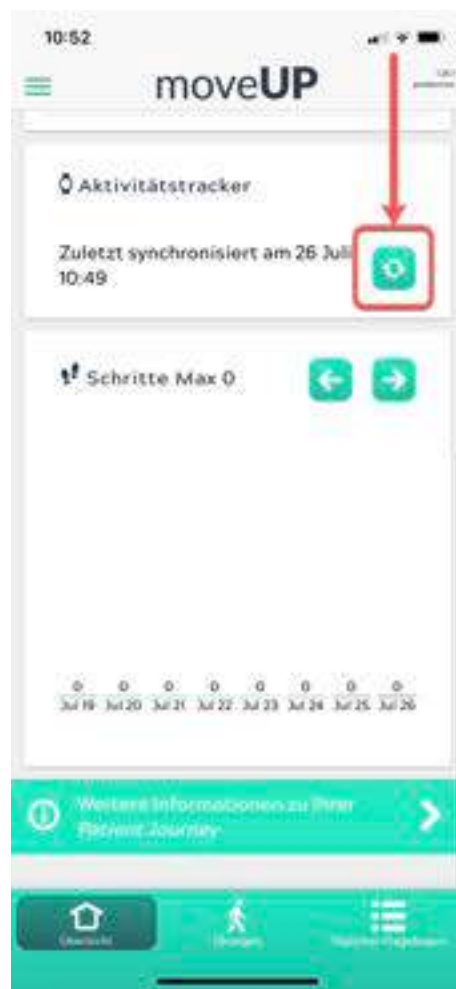 10:52
moveUP
Aktivitätstracker
Zuletzt synchronisiert am 26 Juli
10:49
Schritte Max 0
0 0 0 0 0 0 0 0
Jul 19 Jul 20 Jul 21 Jul 22 Jul 23 Jul 24 Jul 25 Jul 26
Weitere Informationen zu Ihrer
Patient Journey
Übersicht Übungen